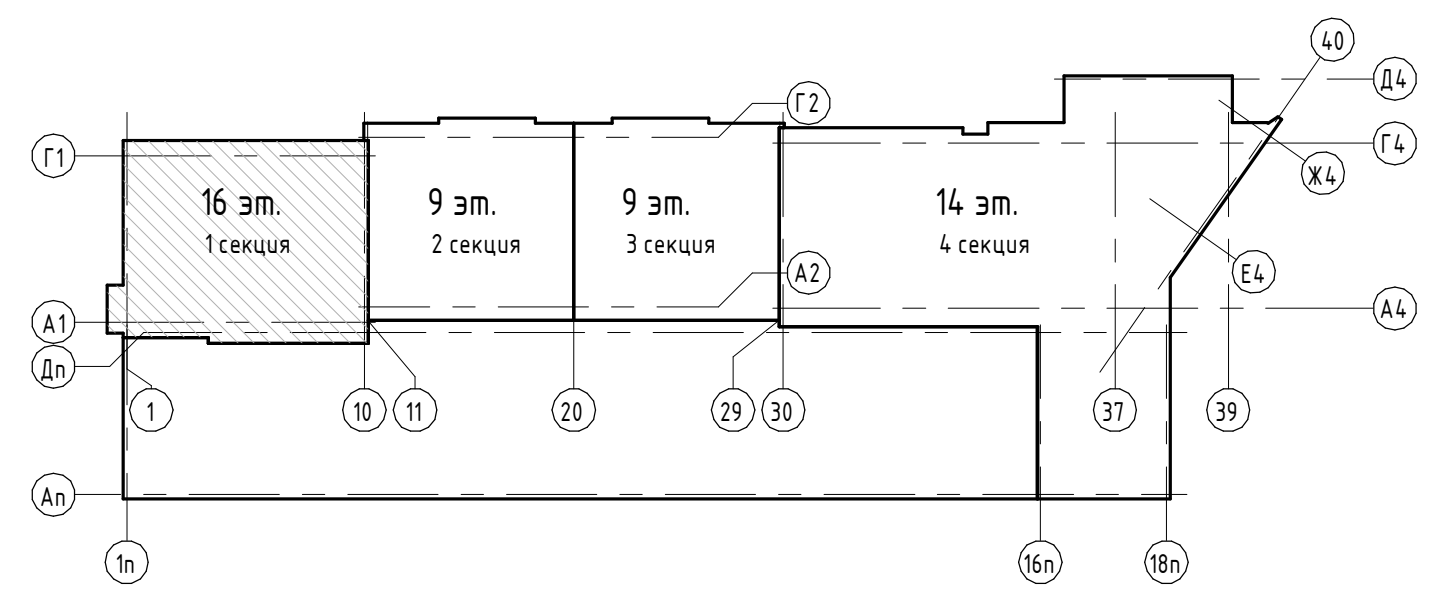 40
Д4
Г2
Г1
Г4
Ж4
16 эт.
9 эт.
9 эт.
14 эт.
1 секция
2 секция
3 секция
4 секция
А2
Е4
А1
А4
Дп
1
10
11
20
29
30
37
39
Ап
1п
16п
18п